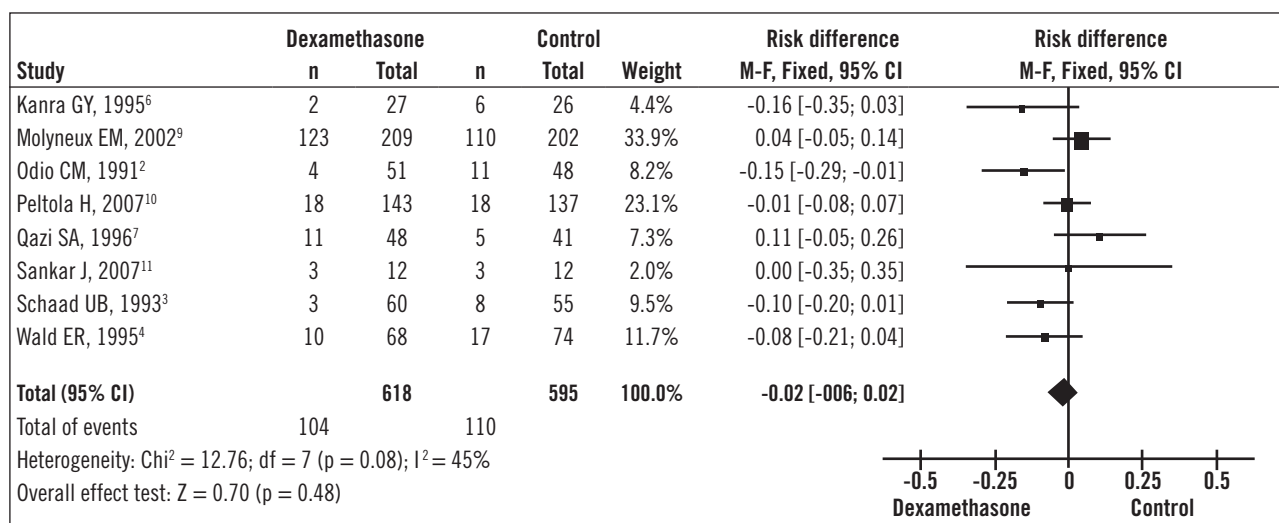 Dexamethasone Control Risk difference Risk difference
Study n Total n Total Weight M-F, Fixed, 95% CI M-F, Fixed, 95% CI
Kanra GY, 1995⁶ 2 27 6 26 4.4% -0.16 [-0.35; 0.03]
Molyneux EM, 2002⁹ 123 209 110 202 33.9% 0.04 [-0.05; 0.14]
Odio CM, 1991² 4 51 11 48 8.2% -0.15 [-0.29; -0.01]
Peltola H, 2007¹⁰ 18 143 18 137 23.1% -0.01 [-0.08; 0.07]
Qazi SA, 1996⁷ 11 48 5 41 7.3% 0.11 [-0.05; 0.26]
Sankar J, 2007¹¹ 3 12 3 12 2.0% 0.00 [-0.35; 0.35]
Schaad UB, 1993³ 3 60 8 55 9.5% -0.10 [-0.20; 0.01]
Wald ER, 1995⁴ 10 68 17 74 11.7% -0.08 [-0.21; 0.04]
Total (95% CI) 618 595 100.0% -0.02 [-006; 0.02]
Total of events 104 110
Heterogeneity: Chi² = 12.76; df = 7 (p = 0.08); I² = 45%
Overall effect test: Z = 0.70 (p = 0.48)
-0.5 -0.25 0 0.25 0.5
Dexamethasone Control